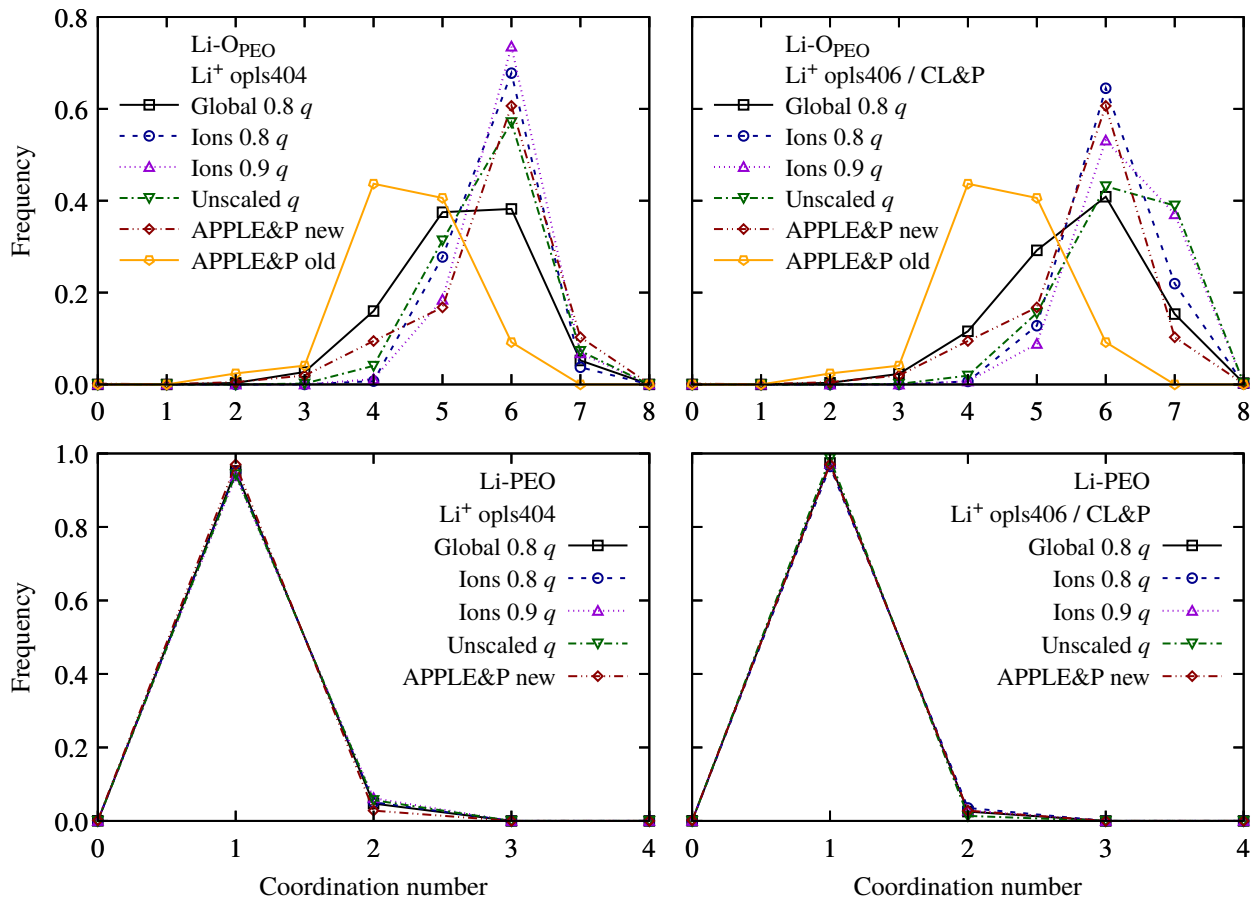 0.8
0.6
0.4
0.2
0.0
Frequency
Li-OPEO
Li+ opls404
Global 0.8 q
Ions 0.8 q
Ions 0.9 q
Unscaled q
APPLE&P new
APPLE&P old
0 1 2 3 4 5 6 7 8
Li-OPEO
Li+ opls406 / CL&P
Global 0.8 q
Ions 0.8 q
Ions 0.9 q
Unscaled q
APPLE&P new
APPLE&P old
0 1 2 3 4 5 6 7 8
1.0
0.8
0.6
0.4
0.2
0.0
Frequency
Li-PEO
Li+ opls404
Global 0.8 q
Ions 0.8 q
Ions 0.9 q
Unscaled q
APPLE&P new
0 1 2 3 4
Coordination number
Li-PEO
Li+ opls406 / CL&P
Global 0.8 q
Ions 0.8 q
Ions 0.9 q
Unscaled q
APPLE&P new
0 1 2 3 4
Coordination number